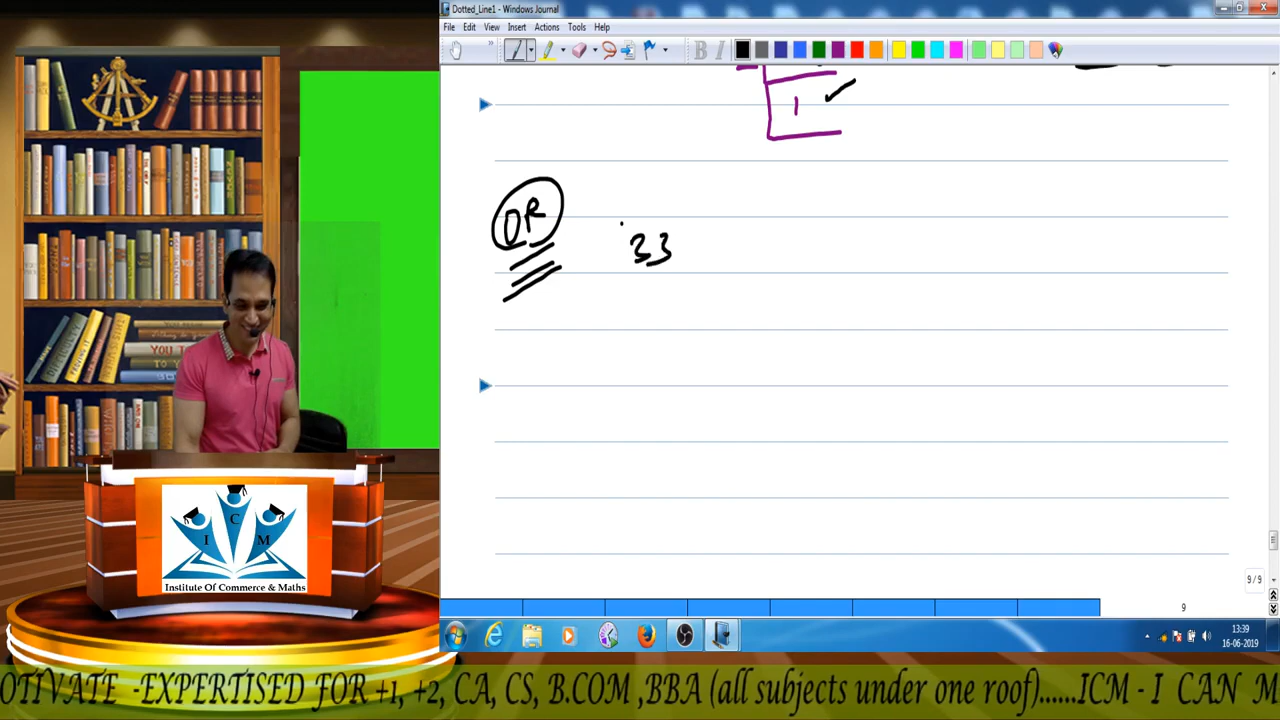 Dotted_Line1 - Windows Journal
File Edit View Insert Actions Tools Help
B I
1
OR
33
9 / 9
9
13:39
16-06-2019
I C M
Institute Of Commerce & Maths
OTIVATE -EXPERTISED FOR +1, +2, CA, CS, B.COM ,BBA (all subjects under one roof)......ICM - I CAN M